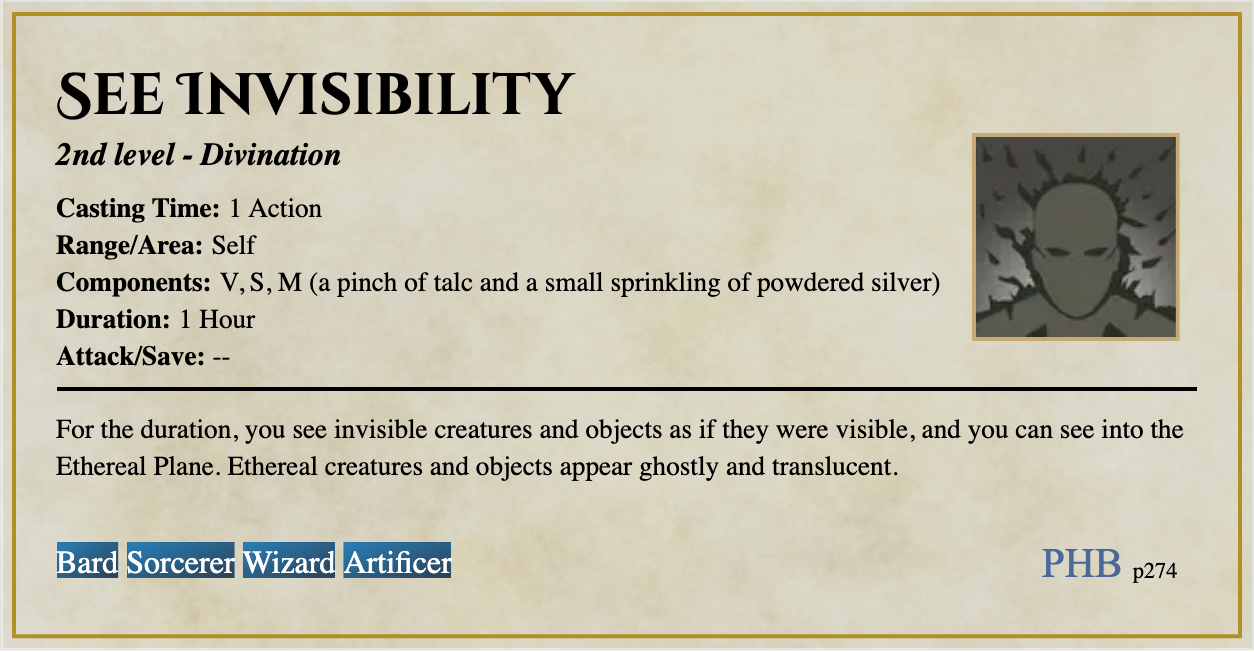 See Invisibility
2nd level - Divination
Casting Time: 1 Action
Range/Area: Self
Components: V, S, M (a pinch of talc and a small sprinkling of powdered silver)
Duration: 1 Hour
Attack/Save: --
For the duration, you see invisible creatures and objects as if they were visible, and you can see into the
Ethereal Plane. Ethereal creatures and objects appear ghostly and translucent.
Bard Sorcerer Wizard Artificer
PHB p274